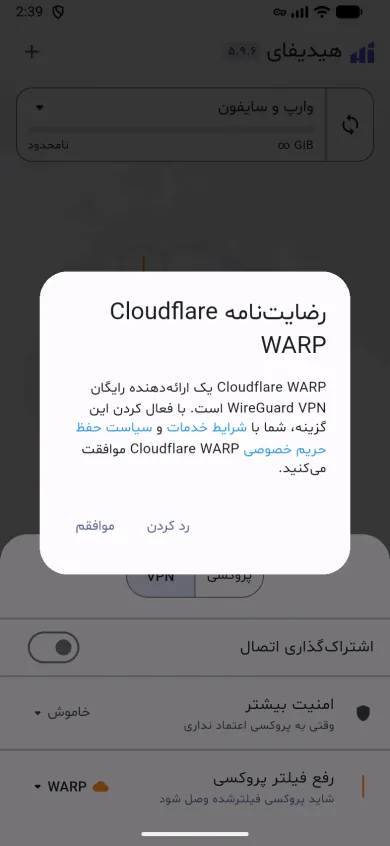 2:39
هیدیفای ۵.۹.۶
وارپ و سایفون
∞ GiB
نامحدود
رضایت‌نامه Cloudflare
WARP
Cloudflare WARP یک ارائه‌دهنده رایگان
WireGuard VPN است. با فعال کردن این
گزینه، شما با شرایط خدمات و سیاست حفظ
حریم خصوصی Cloudflare WARP موافقت
می‌کنید.
رد کردن
موافقم
پروکسی
VPN
اشتراک‌گذاری اتصال
امنیت بیشتر
وقتی به پروکسی اعتماد نداری
خاموش
رفع فیلتر پروکسی
شاید پروکسی فیلترشده وصل شود
WARP